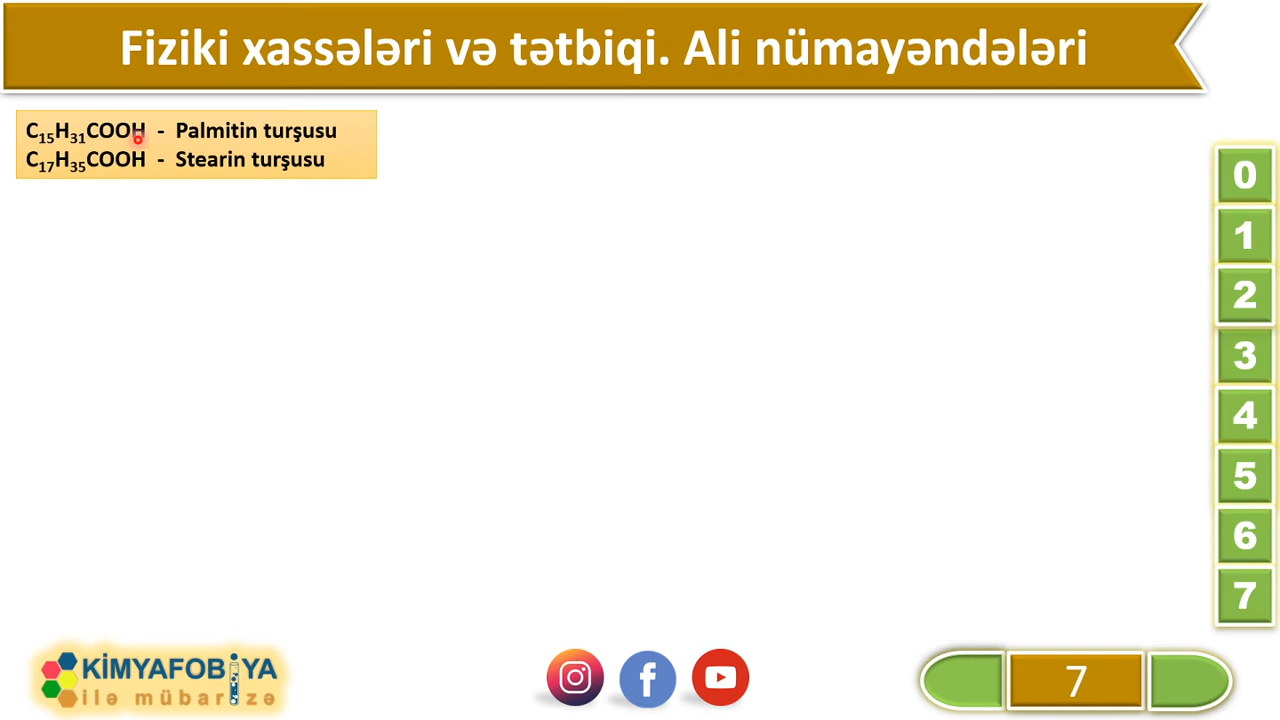 Fiziki xassələri və tətbiqi. Ali nümayəndələri
C₁₅H₃₁COOH - Palmitin turşusu
C₁₇H₃₅COOH - Stearin turşusu
0
1
2
3
4
5
6
7
KİMYAFOBİYA
ilə mübarizə
7